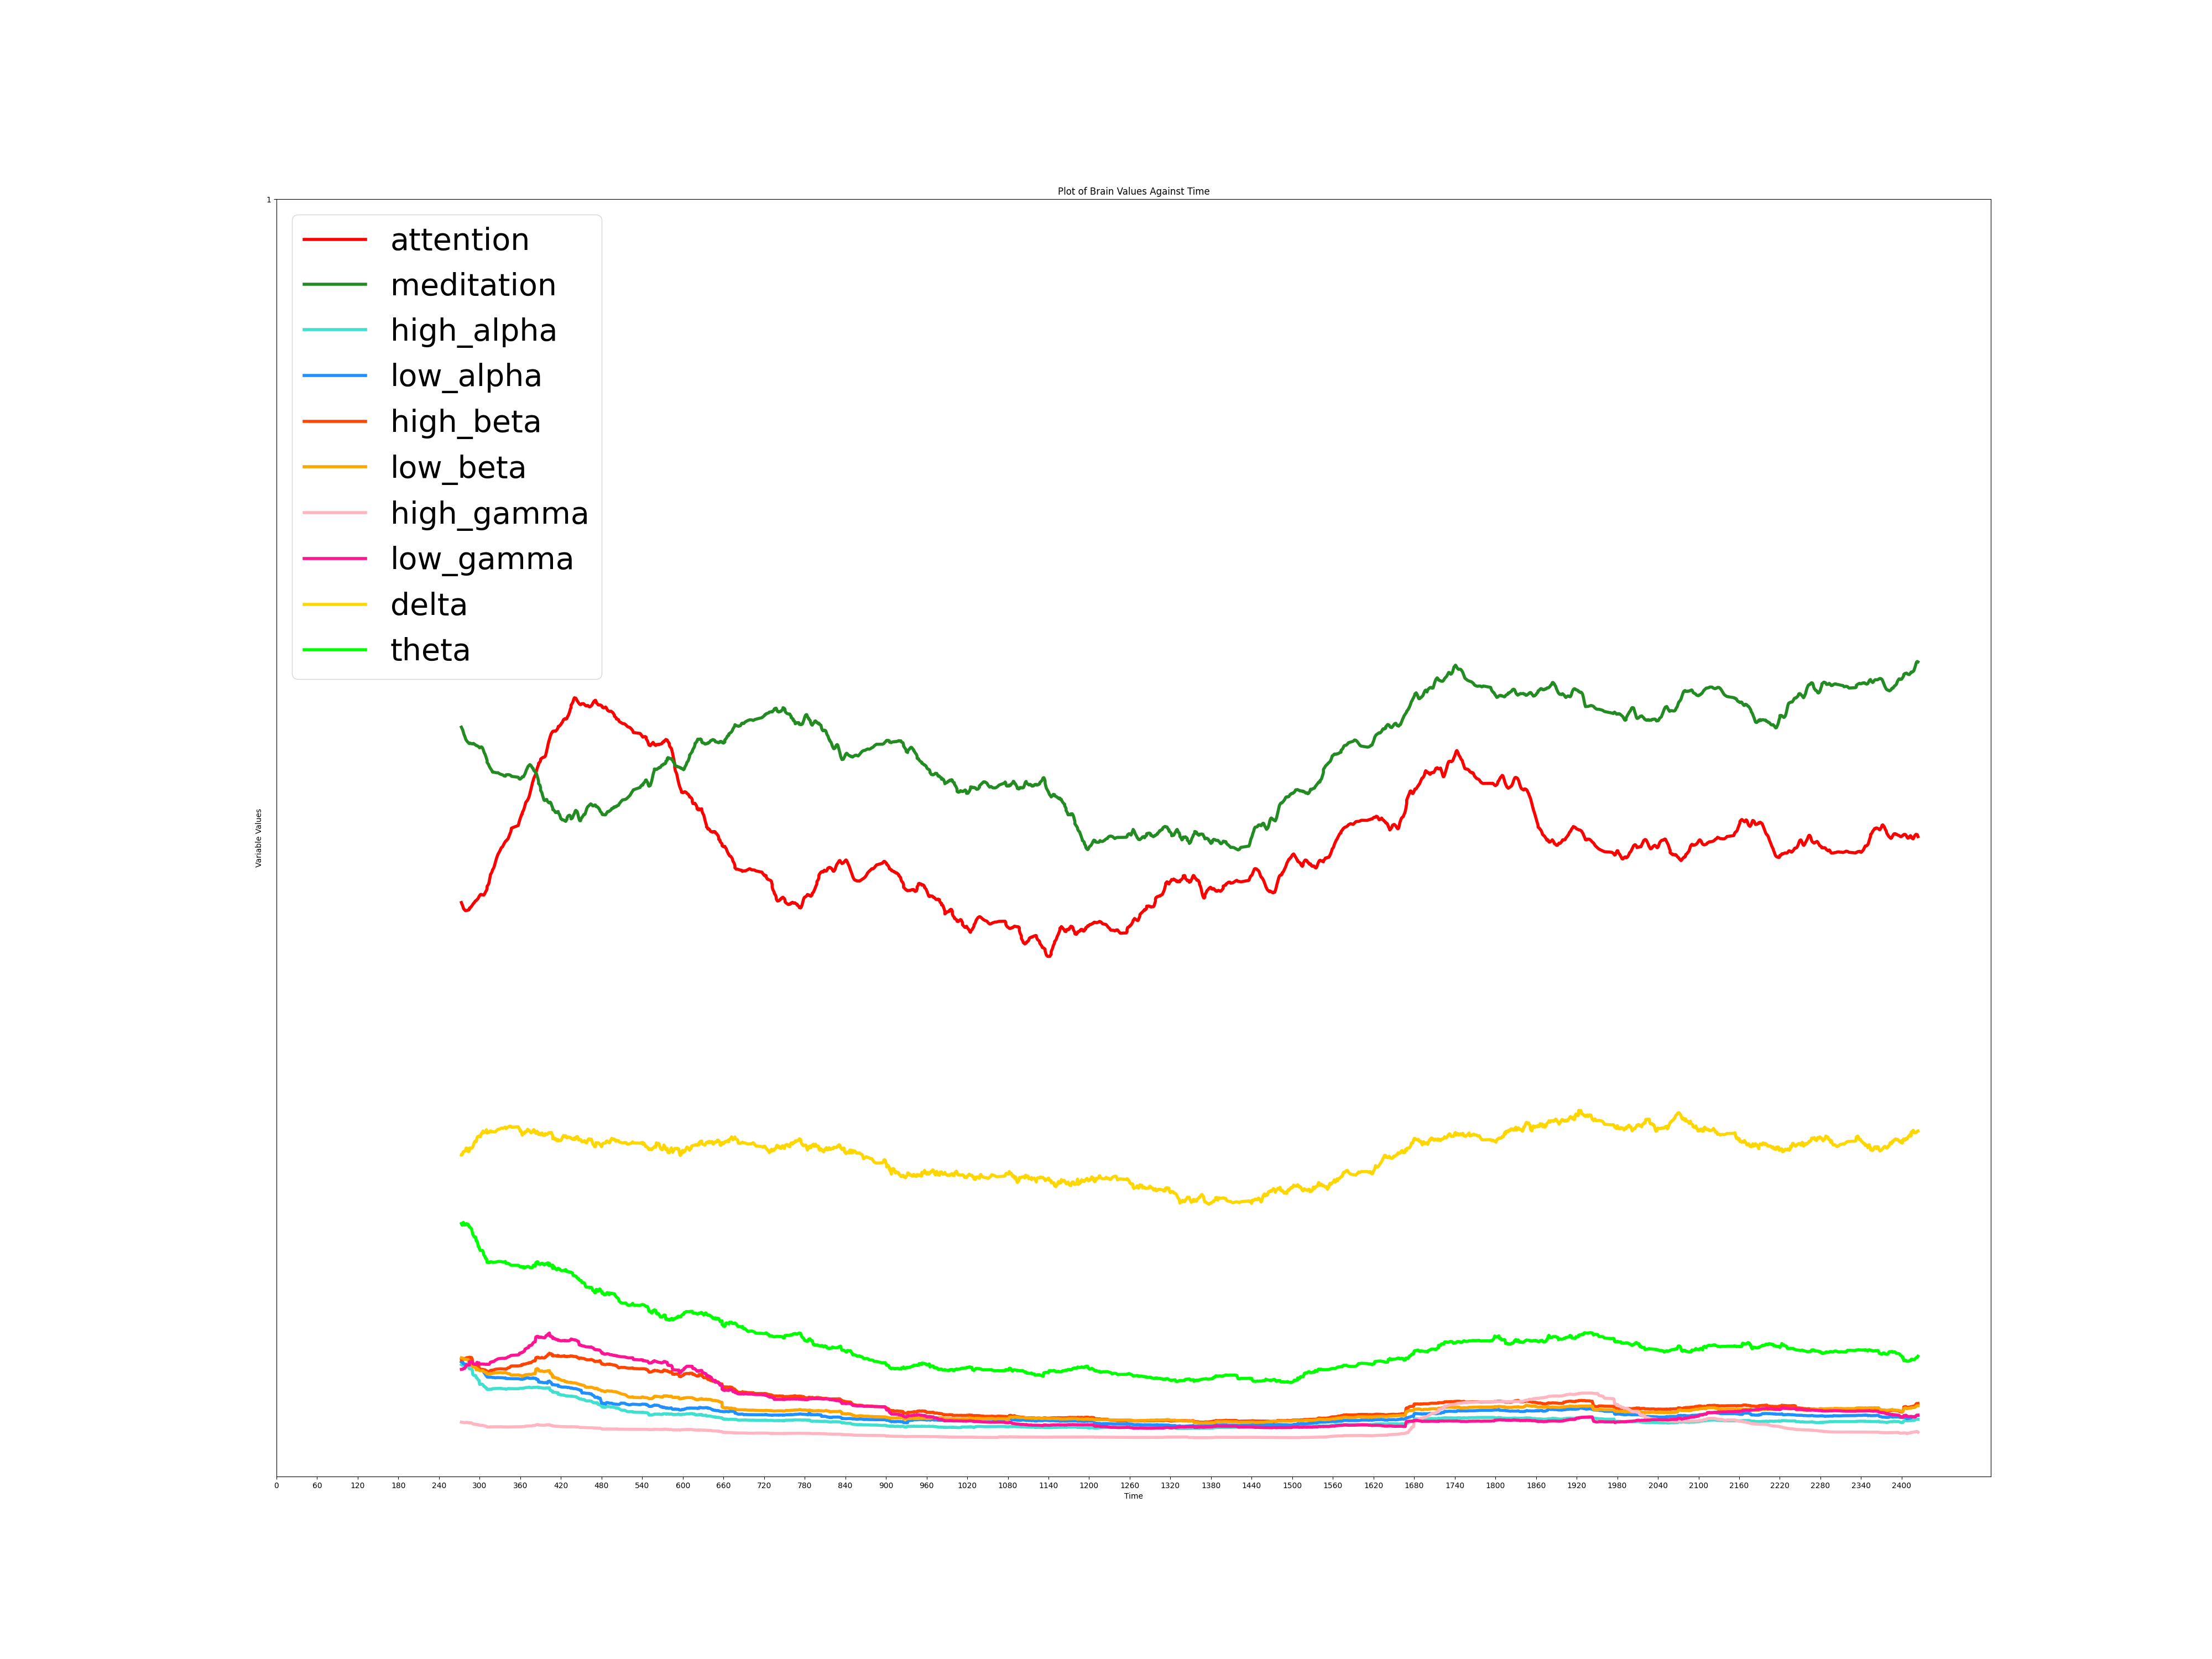 Plot of Brain Values Against Time
1
attention
meditation
high_alpha
low_alpha
high_beta
low_beta
high_gamma
low_gamma
delta
theta
Variable Values
0 60 120 180 240 300 360 420 480 540 600 660 720 780 840 900 960 1020 1080 1140 1200 1260 1320 1380 1440 1500 1560 1620 1680 1740 1800 1860 1920 1980 2040 2100 2160 2220 2280 2340 2400
Time